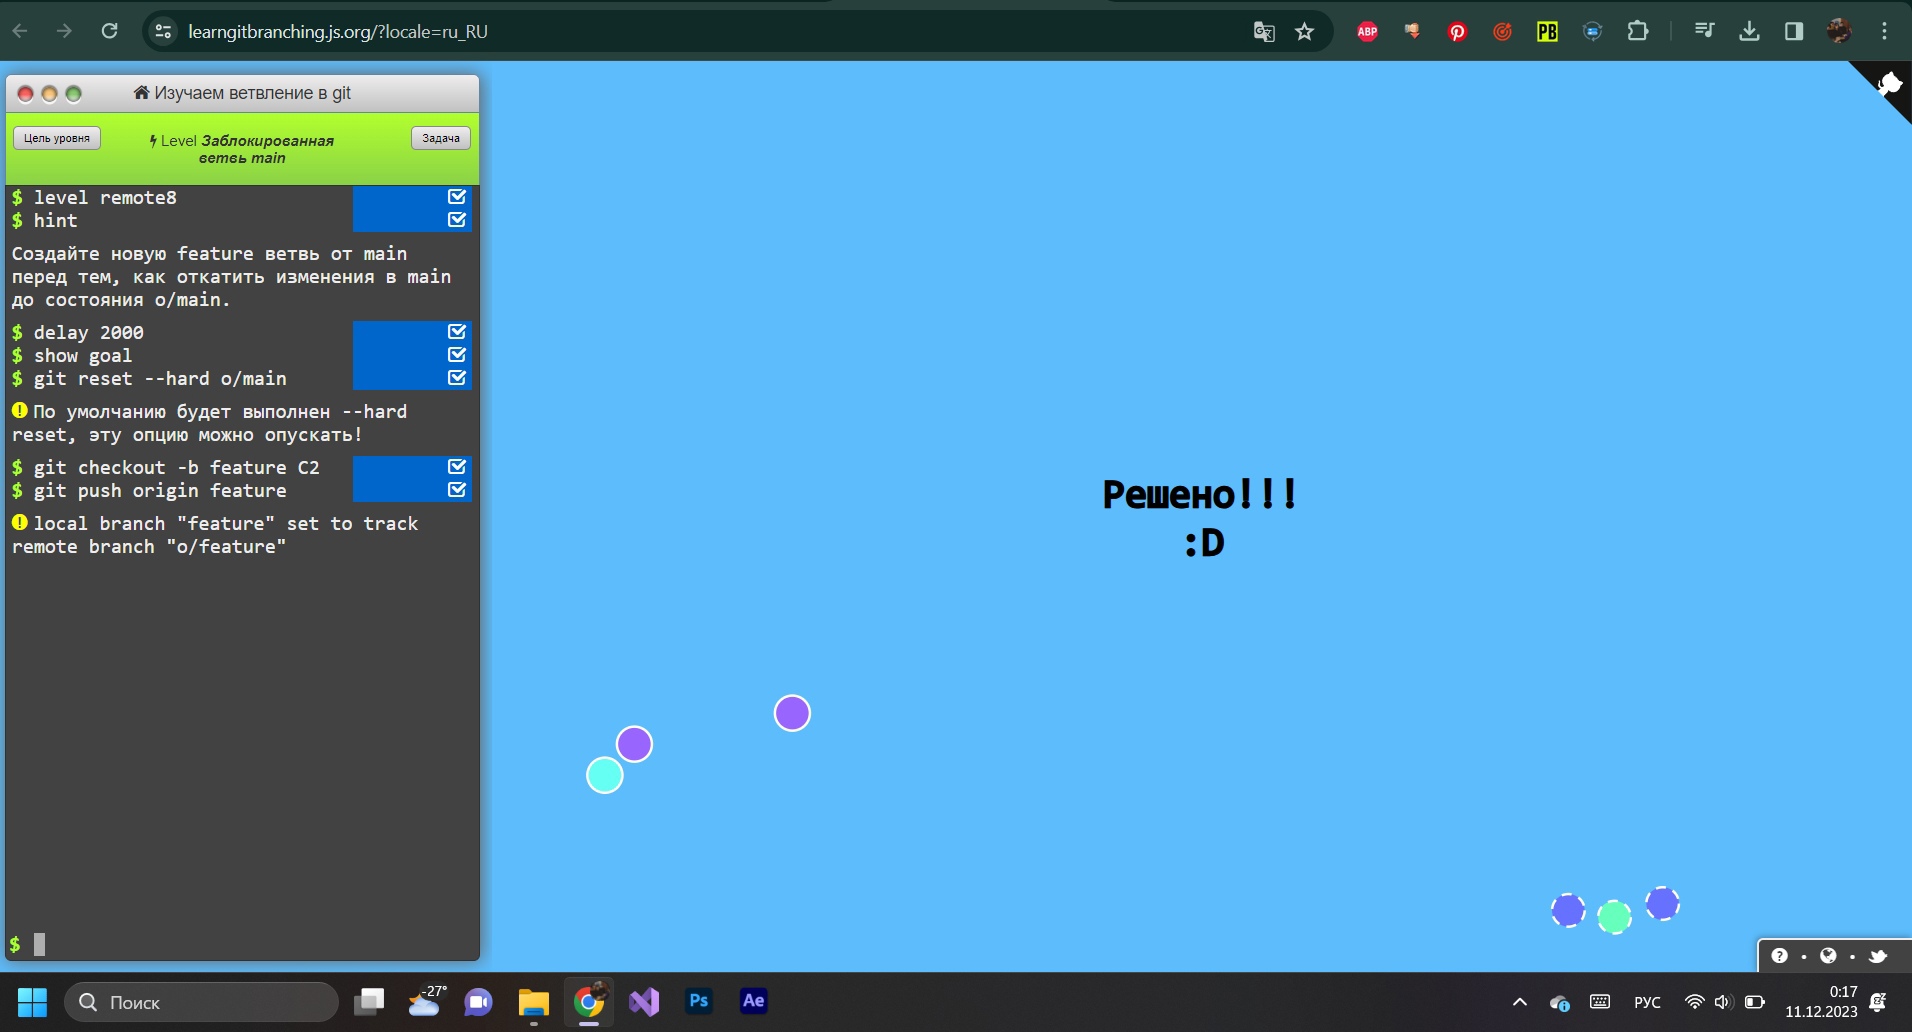 learngitbranching.js.org/?locale=ru_RU
ABP
PB
Изучаем ветвление в git
Цель уровня
Level Заблокированная
ветвь main
Задача
$ level remote8
$ hint
Создайте новую feature ветвь от main
перед тем, как откатить изменения в main
до состояния o/main.
$ delay 2000
$ show goal
$ git reset --hard o/main
По умолчанию будет выполнен --hard
reset, эту опцию можно опускать!
$ git checkout -b feature C2
$ git push origin feature
local branch "feature" set to track
remote branch "o/feature"
$
Решено!!!
:D
Поиск
-27°
Ps
Ae
РУС
0:17
11.12.2023